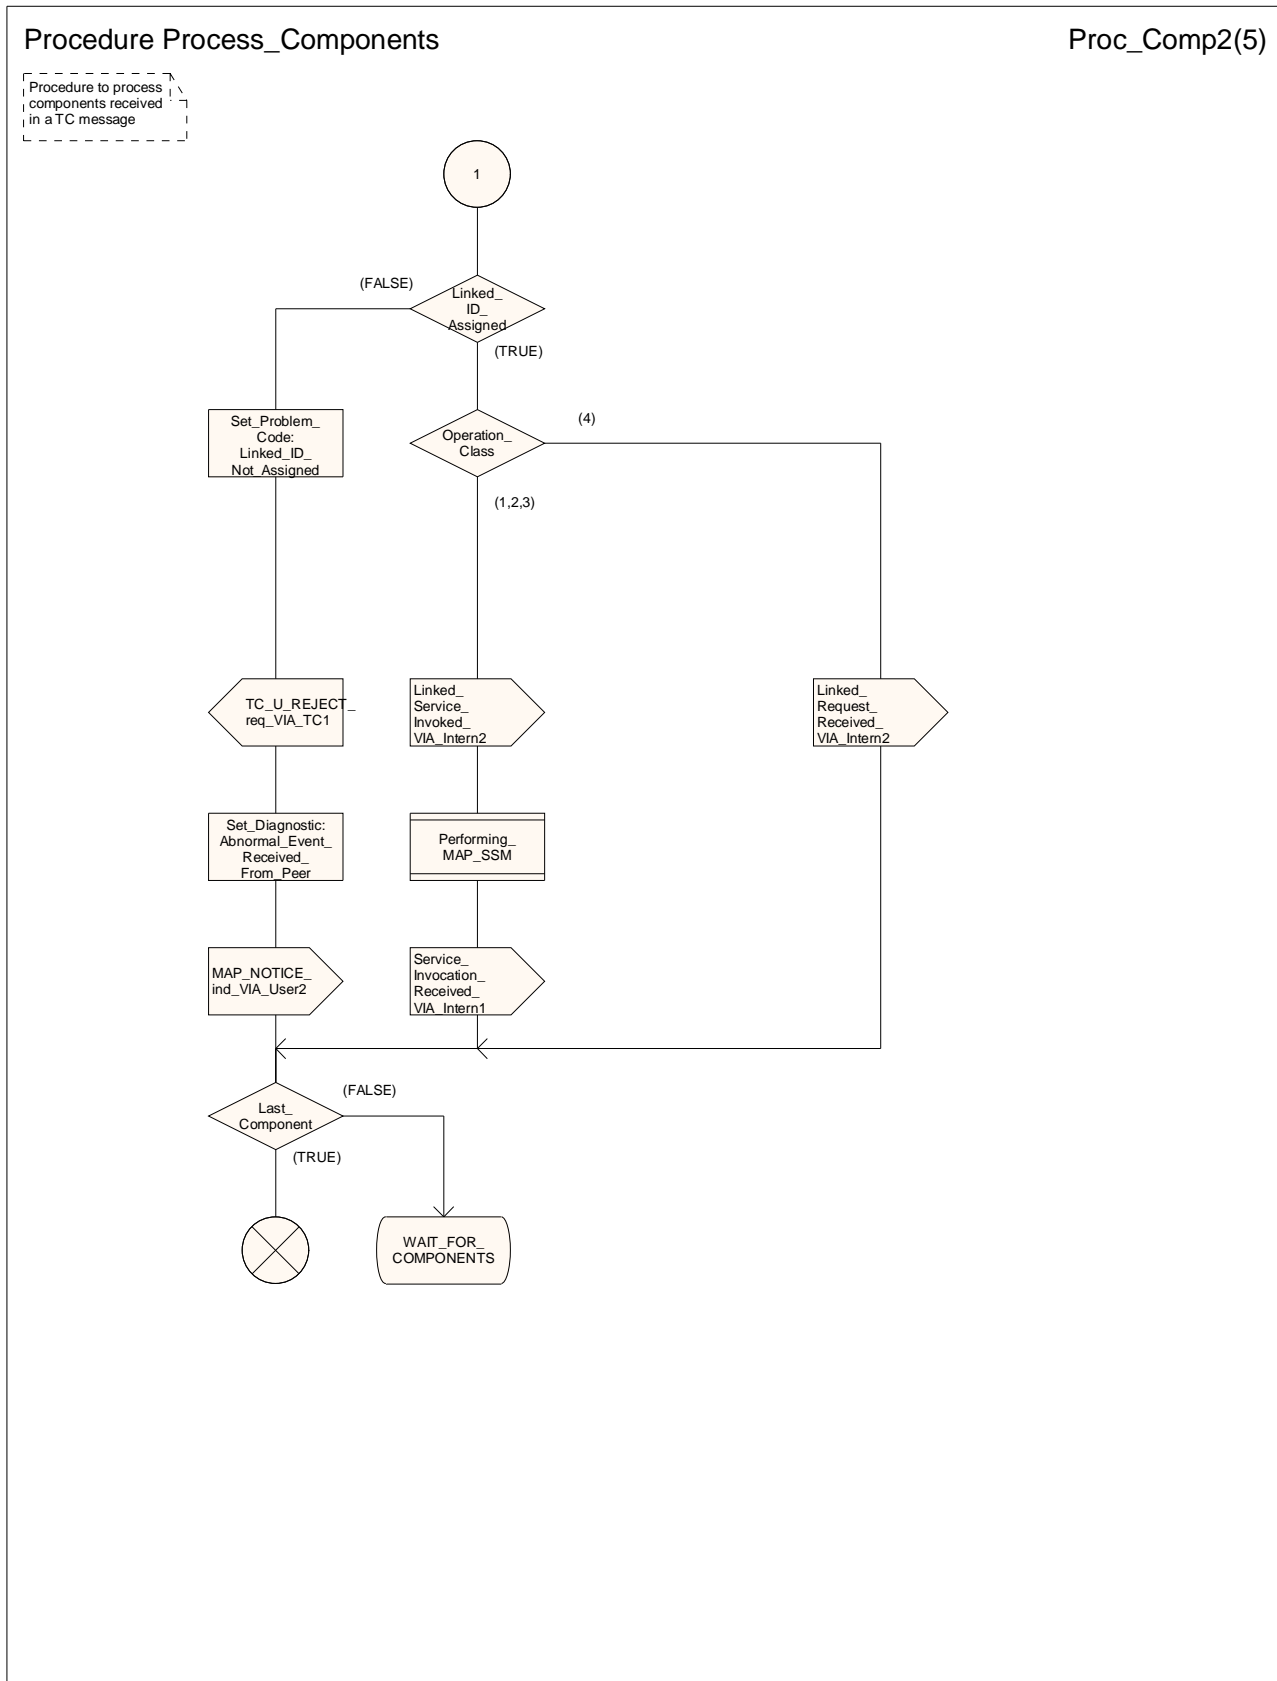 Procedure Process_Components
Proc_Comp2(5)
Procedure to process
components received
in a TC message
1
(FALSE)
Linked_
ID_
Assigned
(TRUE)
Set_Problem_
Code:
Linked_ID_
Not_Assigned
Operation_
Class
(4)
(1,2,3)
TC_U_REJECT_
req_VIA_TC1
Linked_
Service_
Invoked_
VIA_Intern2
Linked_
Request_
Received_
VIA_Intern2
Set_Diagnostic:
Abnormal_Event_
Received_
From_Peer
Performing_
MAP_SSM
MAP_NOTICE_
ind_VIA_User2
Service_
Invocation_
Received_
VIA_Intern1
(FALSE)
Last_
Component
(TRUE)
WAIT_FOR_
COMPONENTS